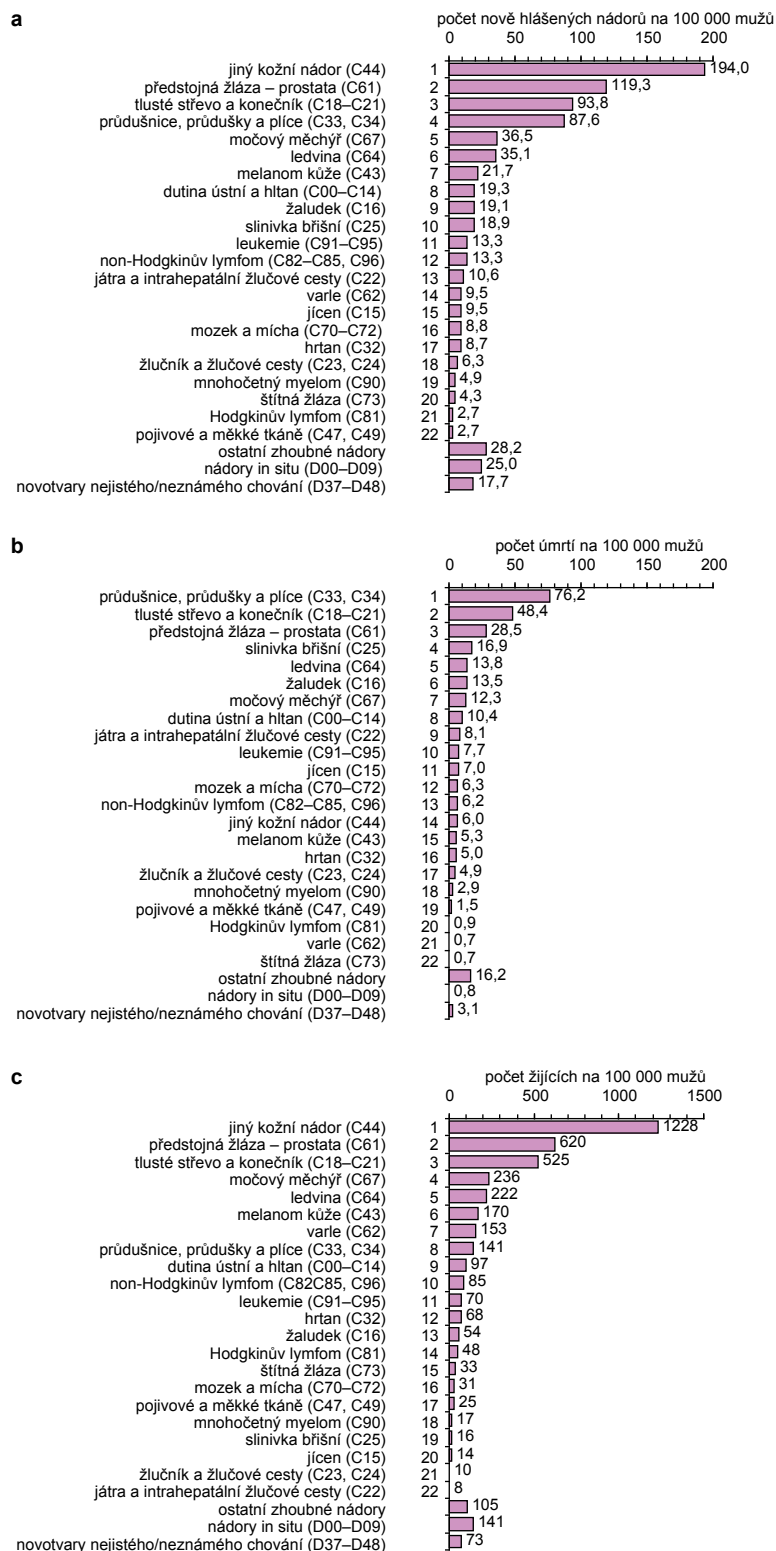 a
počet nově hlášených nádorů na 100 000 mužů
0 50 100 150 200
jiný kožní nádor (C44) 1 194,0
předstojná žláza – prostata (C61) 2 119,3
tlusté střevo a konečník (C18–C21) 3 93,8
průdušnice, průdušky a plíce (C33, C34) 4 87,6
močový měchýř (C67) 5 36,5
ledvina (C64) 6 35,1
melanom kůže (C43) 7 21,7
dutina ústní a hltan (C00–C14) 8 19,3
žaludek (C16) 9 19,1
slinivka břišní (C25) 10 18,9
leukemie (C91–C95) 11 13,3
non-Hodgkinův lymfom (C82–C85, C96) 12 13,3
játra a intrahepatální žlučové cesty (C22) 13 10,6
varle (C62) 14 9,5
jícen (C15) 15 9,5
mozek a mícha (C70–C72) 16 8,8
hrtan (C32) 17 8,7
žlučník a žlučové cesty (C23, C24) 18 6,3
mnohočetný myelom (C90) 19 4,9
štítná žláza (C73) 20 4,3
Hodgkinův lymfom (C81) 21 2,7
pojivové a měkké tkáně (C47, C49) 22 2,7
ostatní zhoubné nádory 28,2
nádory in situ (D00–D09) 25,0
novotvary nejistého/neznámého chování (D37–D48) 17,7
b
počet úmrtí na 100 000 mužů
0 50 100 150 200
průdušnice, průdušky a plíce (C33, C34) 1 76,2
tlusté střevo a konečník (C18–C21) 2 48,4
předstojná žláza – prostata (C61) 3 28,5
slinivka břišní (C25) 4 16,9
ledvina (C64) 5 13,8
žaludek (C16) 6 13,5
močový měchýř (C67) 7 12,3
dutina ústní a hltan (C00–C14) 8 10,4
játra a intrahepatální žlučové cesty (C22) 9 8,1
leukemie (C91–C95) 10 7,7
jícen (C15) 11 7,0
mozek a mícha (C70–C72) 12 6,3
non-Hodgkinův lymfom (C82–C85, C96) 13 6,2
jiný kožní nádor (C44) 14 6,0
melanom kůže (C43) 15 5,3
hrtan (C32) 16 5,0
žlučník a žlučové cesty (C23, C24) 17 4,9
mnohočetný myelom (C90) 18 2,9
pojivové a měkké tkáně (C47, C49) 19 1,5
Hodgkinův lymfom (C81) 20 0,9
varle (C62) 21 0,7
štítná žláza (C73) 22 0,7
ostatní zhoubné nádory 16,2
nádory in situ (D00–D09) 0,8
novotvary nejistého/neznámého chování (D37–D48) 3,1
c
počet žijících na 100 000 mužů
0 500 1000 1500
jiný kožní nádor (C44) 1 1228
předstojná žláza – prostata (C61) 2 620
tlusté střevo a konečník (C18–C21) 3 525
močový měchýř (C67) 4 236
ledvina (C64) 5 222
melanom kůže (C43) 6 170
varle (C62) 7 153
průdušnice, průdušky a plíce (C33, C34) 8 141
dutina ústní a hltan (C00–C14) 9 97
non-Hodgkinův lymfom (C82C85, C96) 10 85
leukemie (C91–C95) 11 70
hrtan (C32) 12 68
žaludek (C16) 13 54
Hodgkinův lymfom (C81) 14 48
štítná žláza (C73) 15 33
mozek a mícha (C70–C72) 16 31
pojivové a měkké tkáně (C47, C49) 17 25
mnohočetný myelom (C90) 18 17
slinivka břišní (C25) 19 16
jícen (C15) 20 14
žlučník a žlučové cesty (C23, C24) 21 10
játra a intrahepatální žlučové cesty (C22) 22 8
ostatní zhoubné nádory 105
nádory in situ (D00–D09) 141
novotvary nejistého/neznámého chování (D37–D48) 73